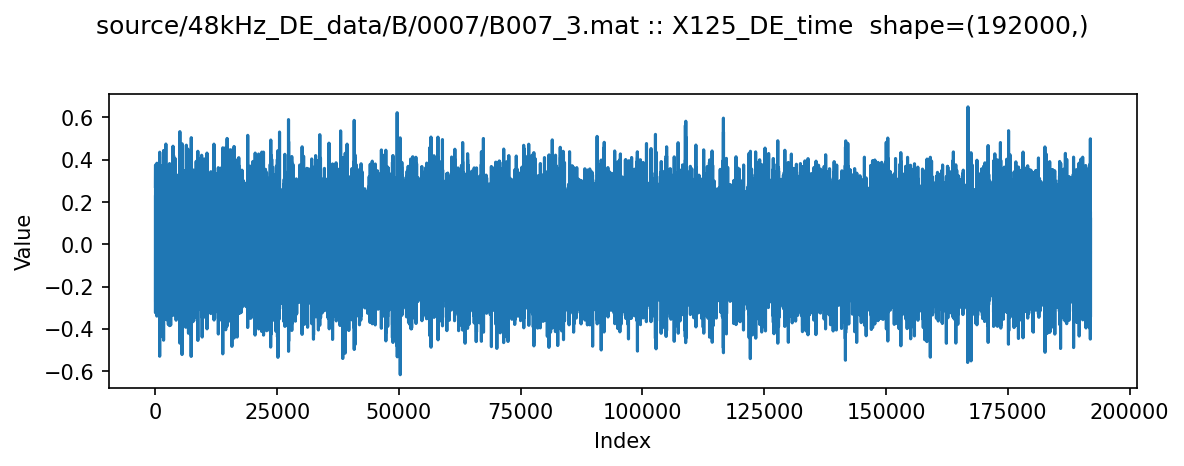 source/48kHz_DE_data/B/0007/B007_3.mat :: X125_DE_time  shape=(192000,)
0.6
0.4
0.2
0.0
−0.2
−0.4
−0.6
Value
0 25000 50000 75000 100000 125000 150000 175000 200000
Index